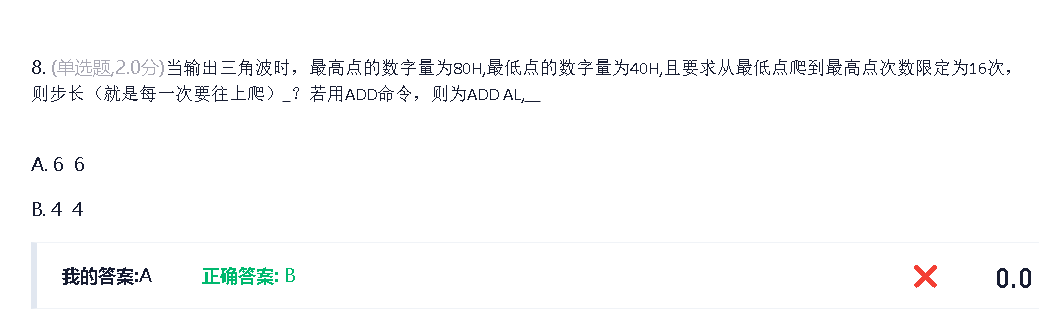 8. (单选题,2.0分)当输出三角波时，最高点的数字量为80H,最低点的数字量为40H,且要求从最低点爬到最高点次数限定为16次，
则步长（就是每一次要往上爬）_？若用ADD命令，则为ADD AL,__
A. 6 6
B. 4 4
我的答案:A 正确答案: B 0.0